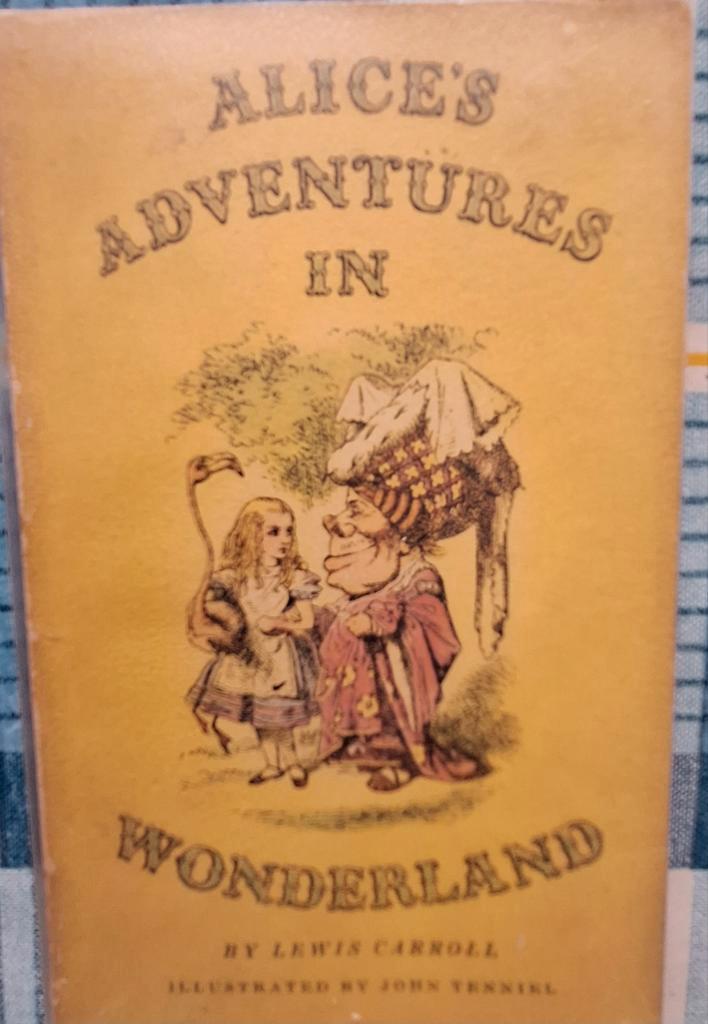 ALICE'S
ADVENTURES
IN
WONDERLAND
BY LEWIS CARROLL
ILLUSTRATED BY JOHN TENNIEL